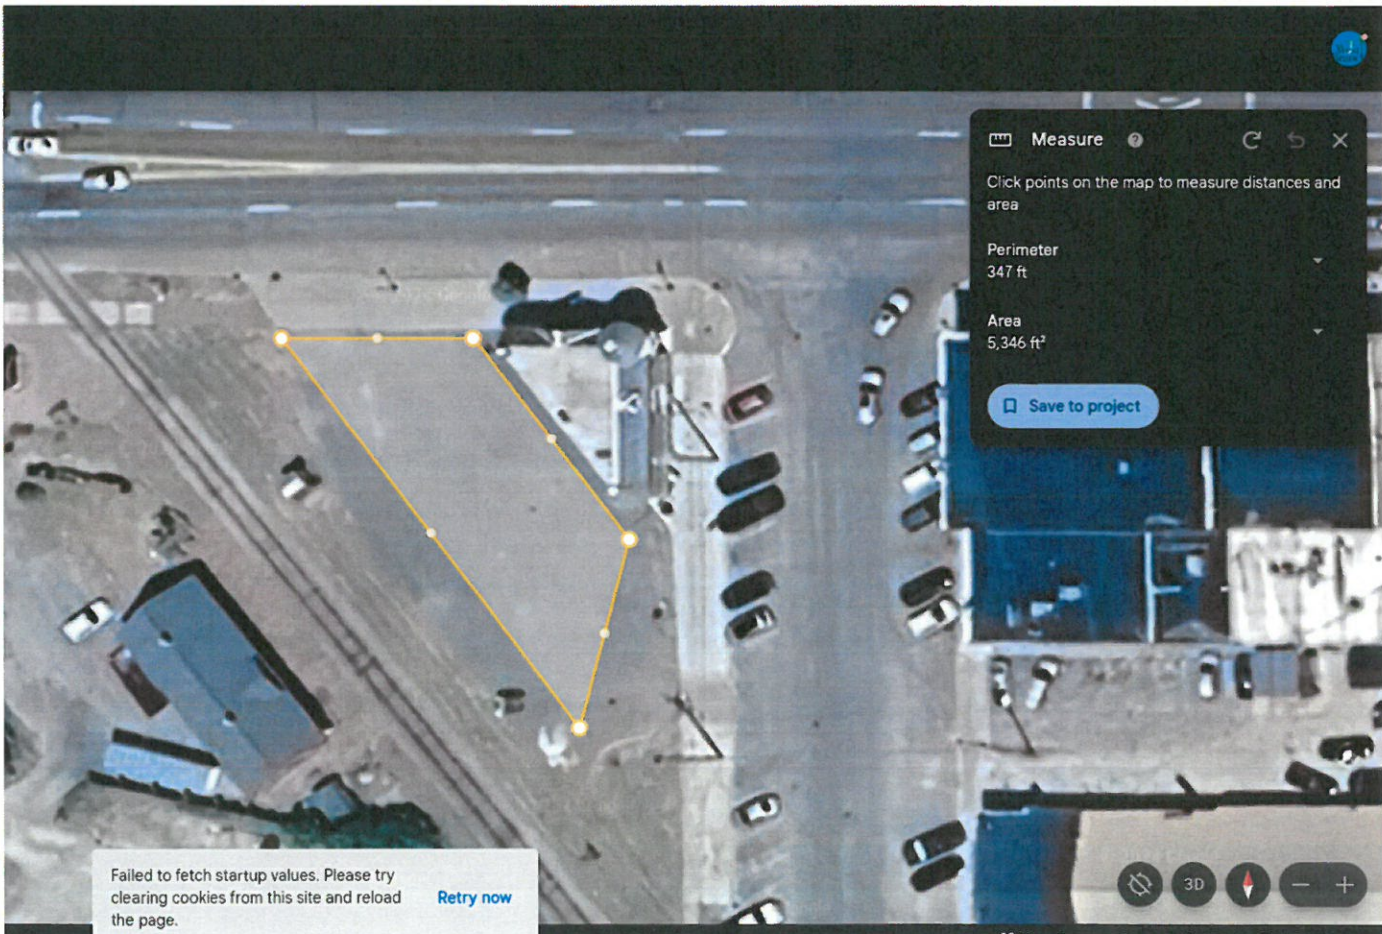 Measure
Click points on the map to measure distances and
area
Perimeter
347 ft
Area
5,346 ft²
Save to project
Failed to fetch startup values. Please try
clearing cookies from this site and reload
the page.
Retry now
3D